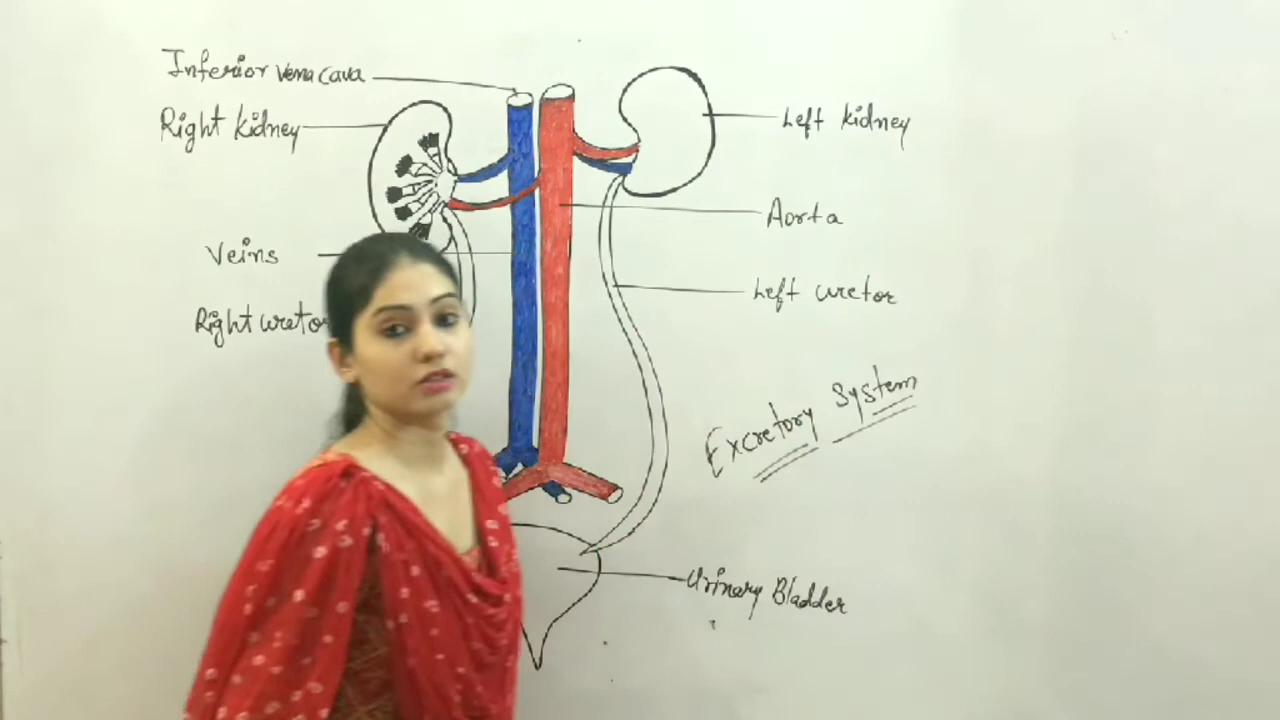 Inferior vena cava
Right kidney
Left kidney
Aorta
Veins
Left uretor
Right uretor
Excretory System
Urinary Bladder